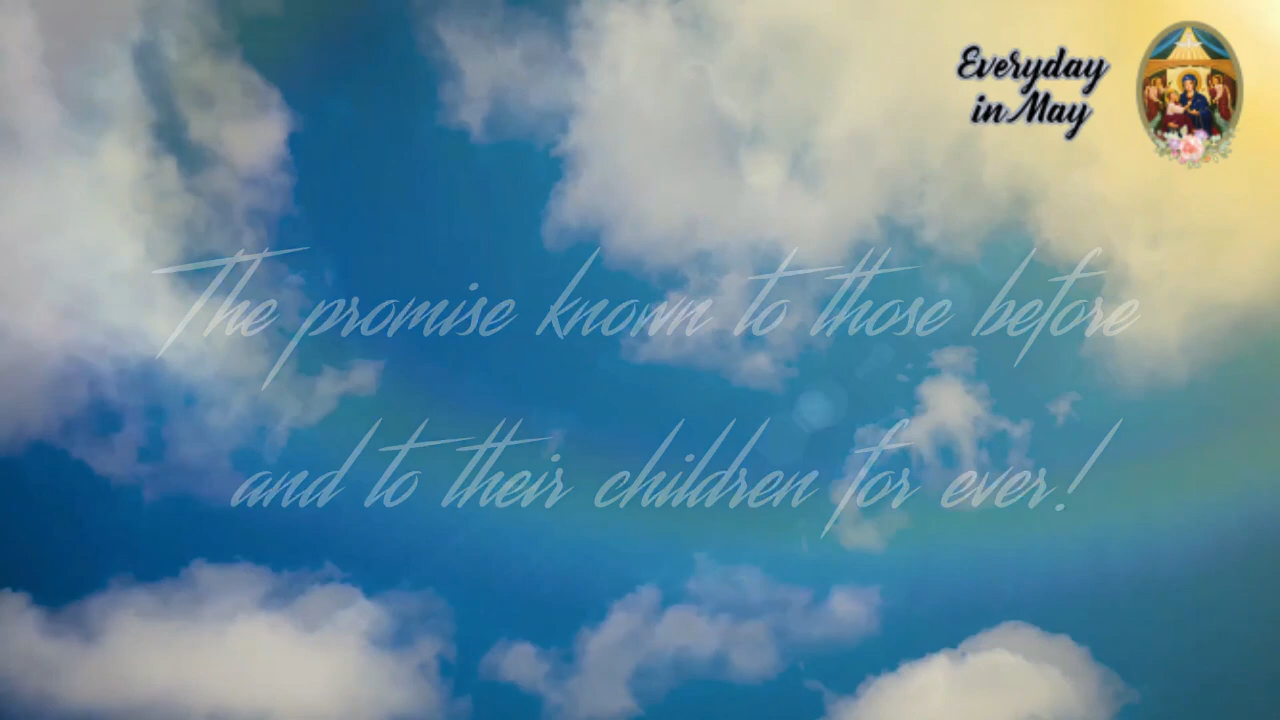 Everyday
in May
The promise known to those before
and to their children for ever!